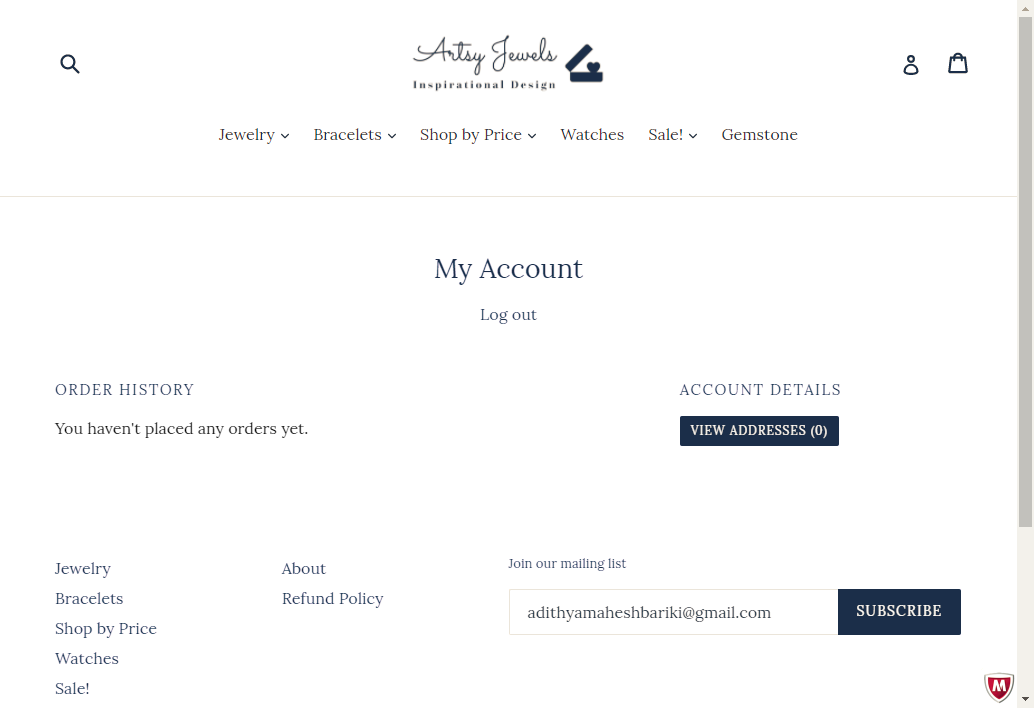 Artsy Jewels
Inspirational Design
Jewelry
Bracelets
Shop by Price
Watches
Sale!
Gemstone
My Account
Log out
ORDER HISTORY
You haven't placed any orders yet.
ACCOUNT DETAILS
VIEW ADDRESSES (0)
Jewelry
Bracelets
Shop by Price
Watches
Sale!
About
Refund Policy
Join our mailing list
adithyamaheshbariki@gmail.com
SUBSCRIBE
M